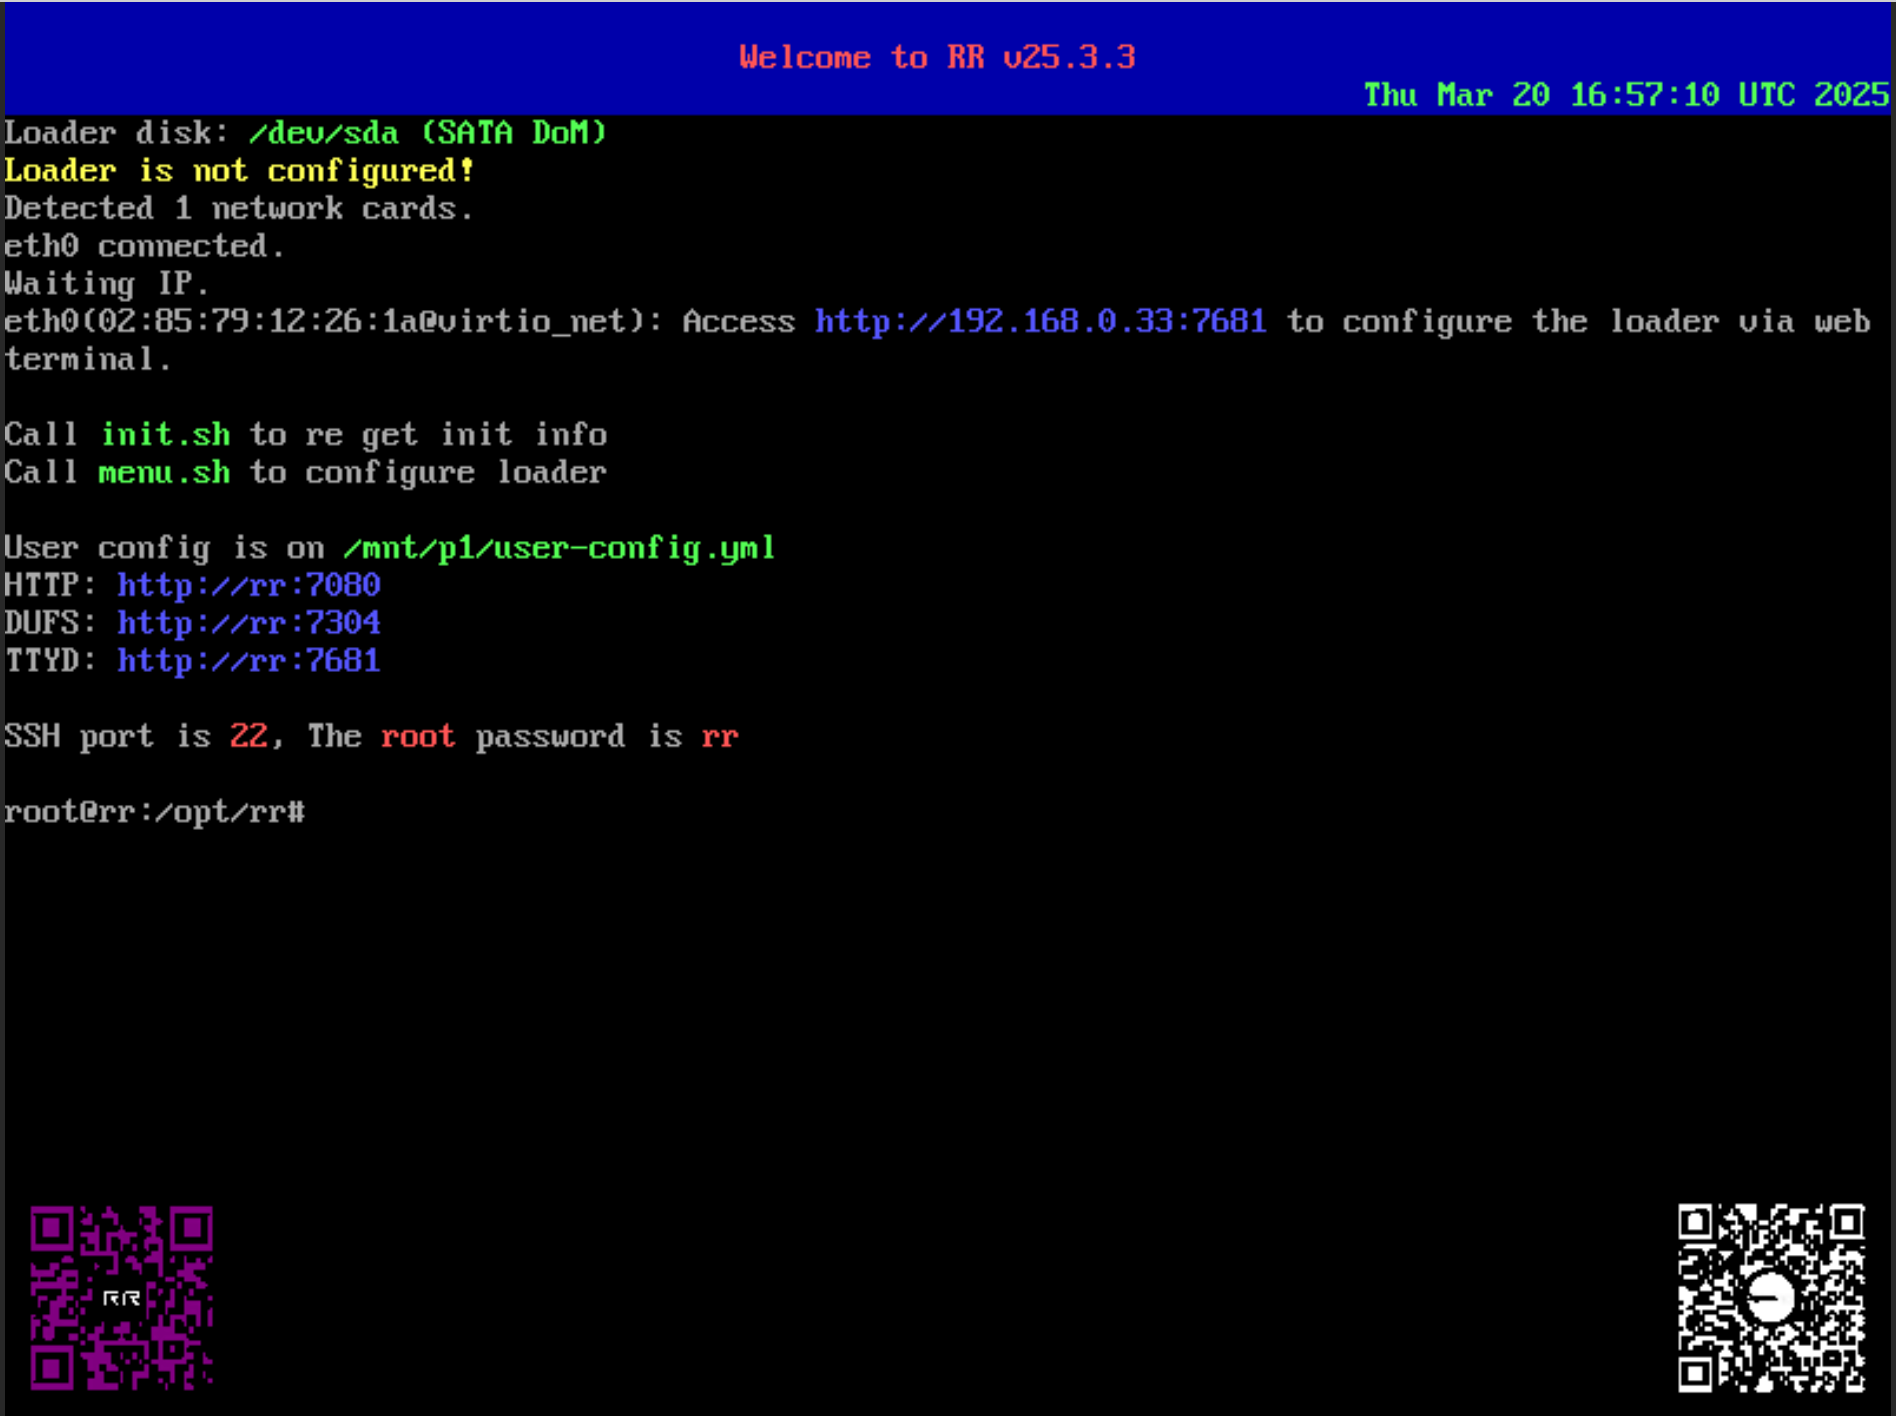 Welcome to RR v25.3.3
Thu Mar 20 16:57:10 UTC 2025
Loader disk: /dev/sda (SATA DoM)
Loader is not configured!
Detected 1 network cards.
eth0 connected.
Waiting IP.
eth0(02:85:79:12:26:1a@virtio_net): Access http://192.168.0.33:7681 to configure the loader via web
terminal.
Call init.sh to re get init info
Call menu.sh to configure loader
User config is on /mnt/p1/user-config.yml
HTTP: http://rr:7080
DUFS: http://rr:7304
TTYD: http://rr:7681
SSH port is 22, The root password is rr
root@rr:/opt/rr#
RR